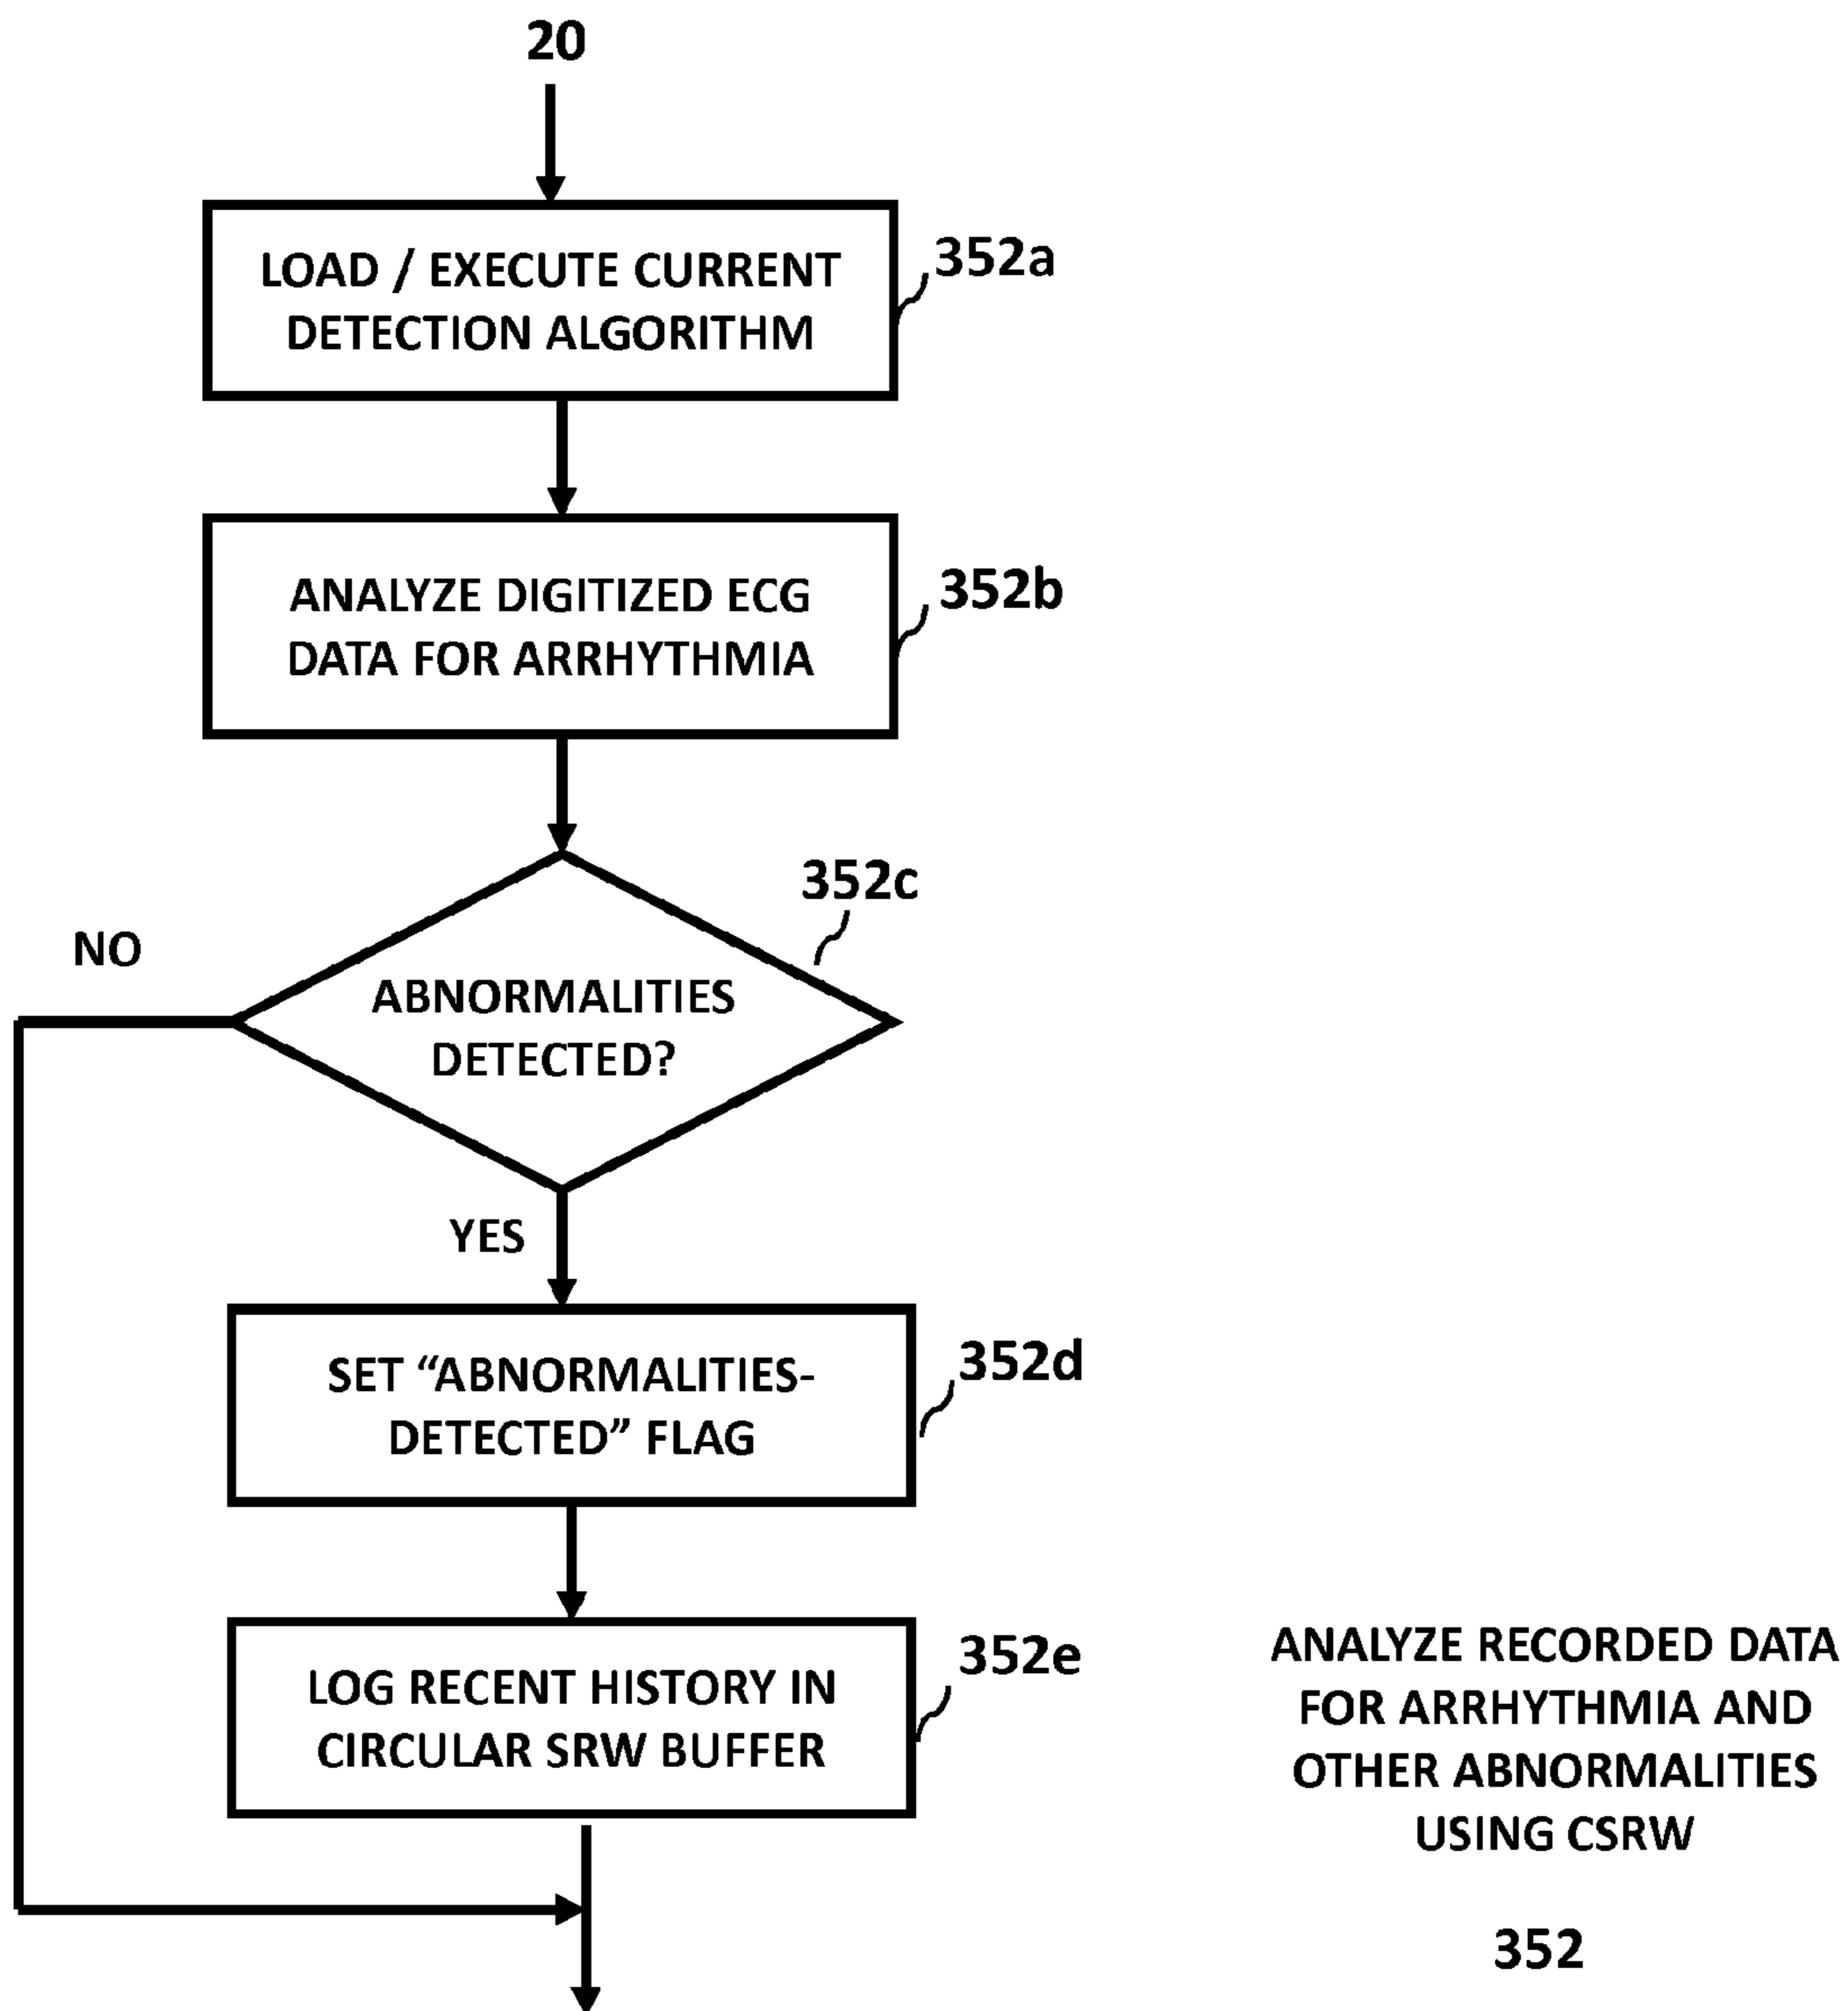 20
LOAD / EXECUTE CURRENT
DETECTION ALGORITHM
352a
ANALYZE DIGITIZED ECG
DATA FOR ARRHYTHMIA
352b
352c
NO
ABNORMALITIES
DETECTED?
YES
SET “ABNORMALITIES-
DETECTED” FLAG
352d
LOG RECENT HISTORY IN
CIRCULAR SRW BUFFER
352e
ANALYZE RECORDED DATA
FOR ARRHYTHMIA AND
OTHER ABNORMALITIES
USING CSRW
352